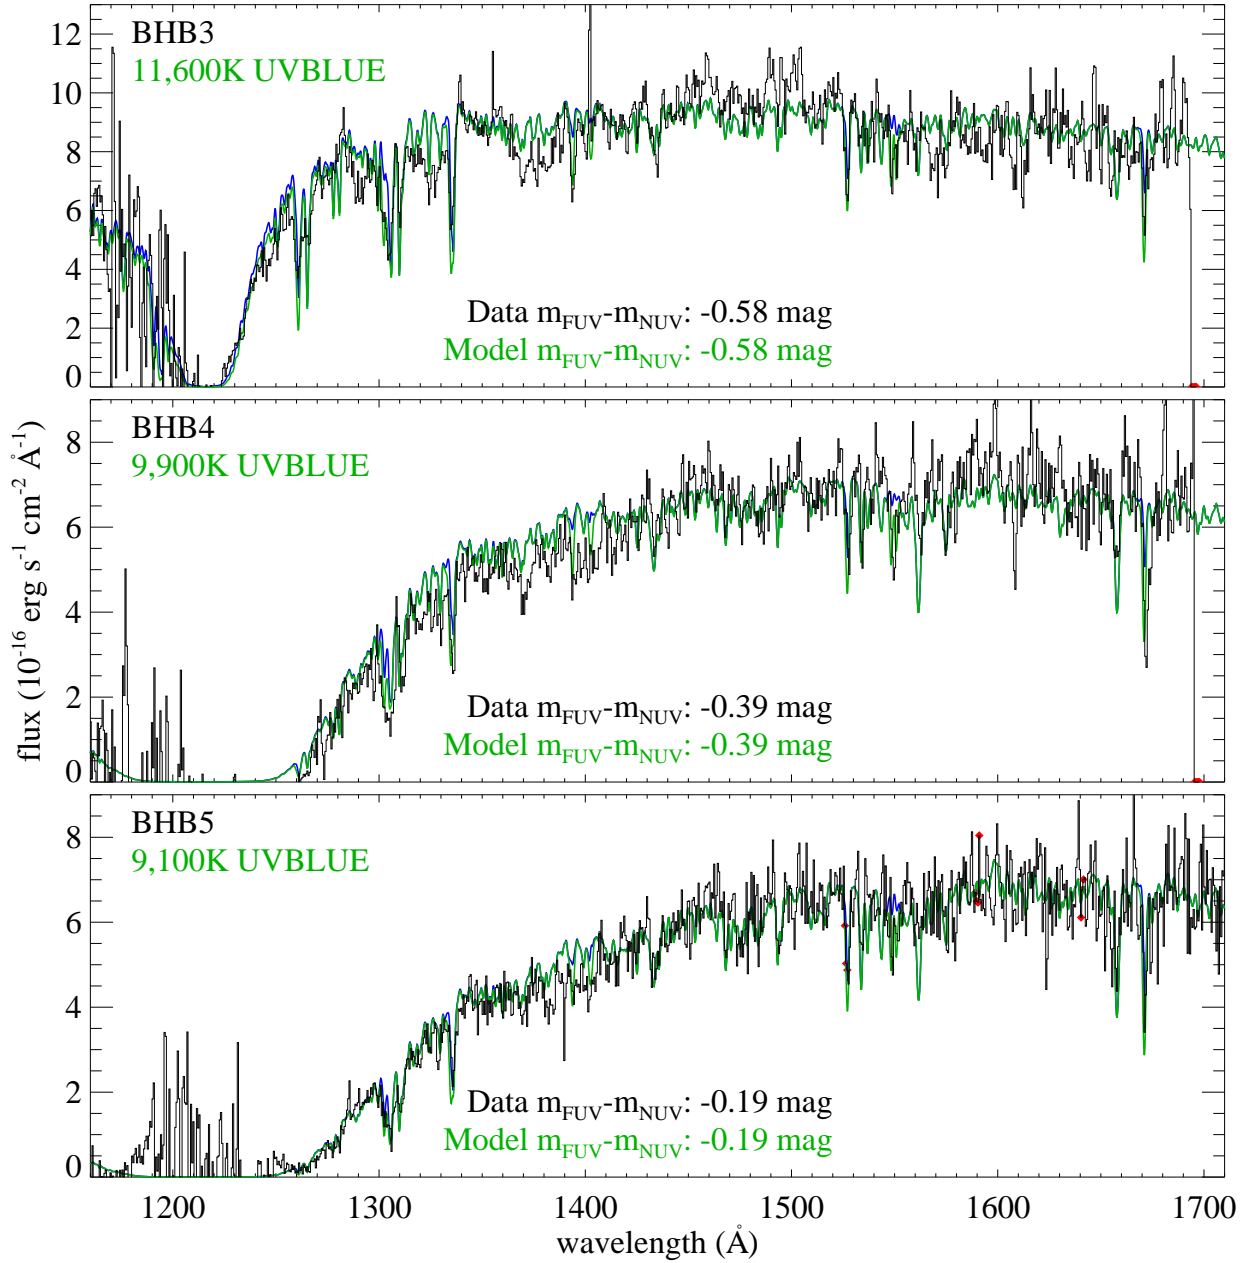 BHB3
11,600K UVBLUE
12
10
8
6
4
2
0
Data m_FUV-m_NUV: -0.58 mag
Model m_FUV-m_NUV: -0.58 mag
BHB4
9,900K UVBLUE
8
6
4
2
0
Data m_FUV-m_NUV: -0.39 mag
Model m_FUV-m_NUV: -0.39 mag
flux (10⁻¹⁶ erg s⁻¹ cm⁻² Å⁻¹)
BHB5
9,100K UVBLUE
8
6
4
2
0
Data m_FUV-m_NUV: -0.19 mag
Model m_FUV-m_NUV: -0.19 mag
1200 1300 1400 1500 1600 1700
wavelength (Å)